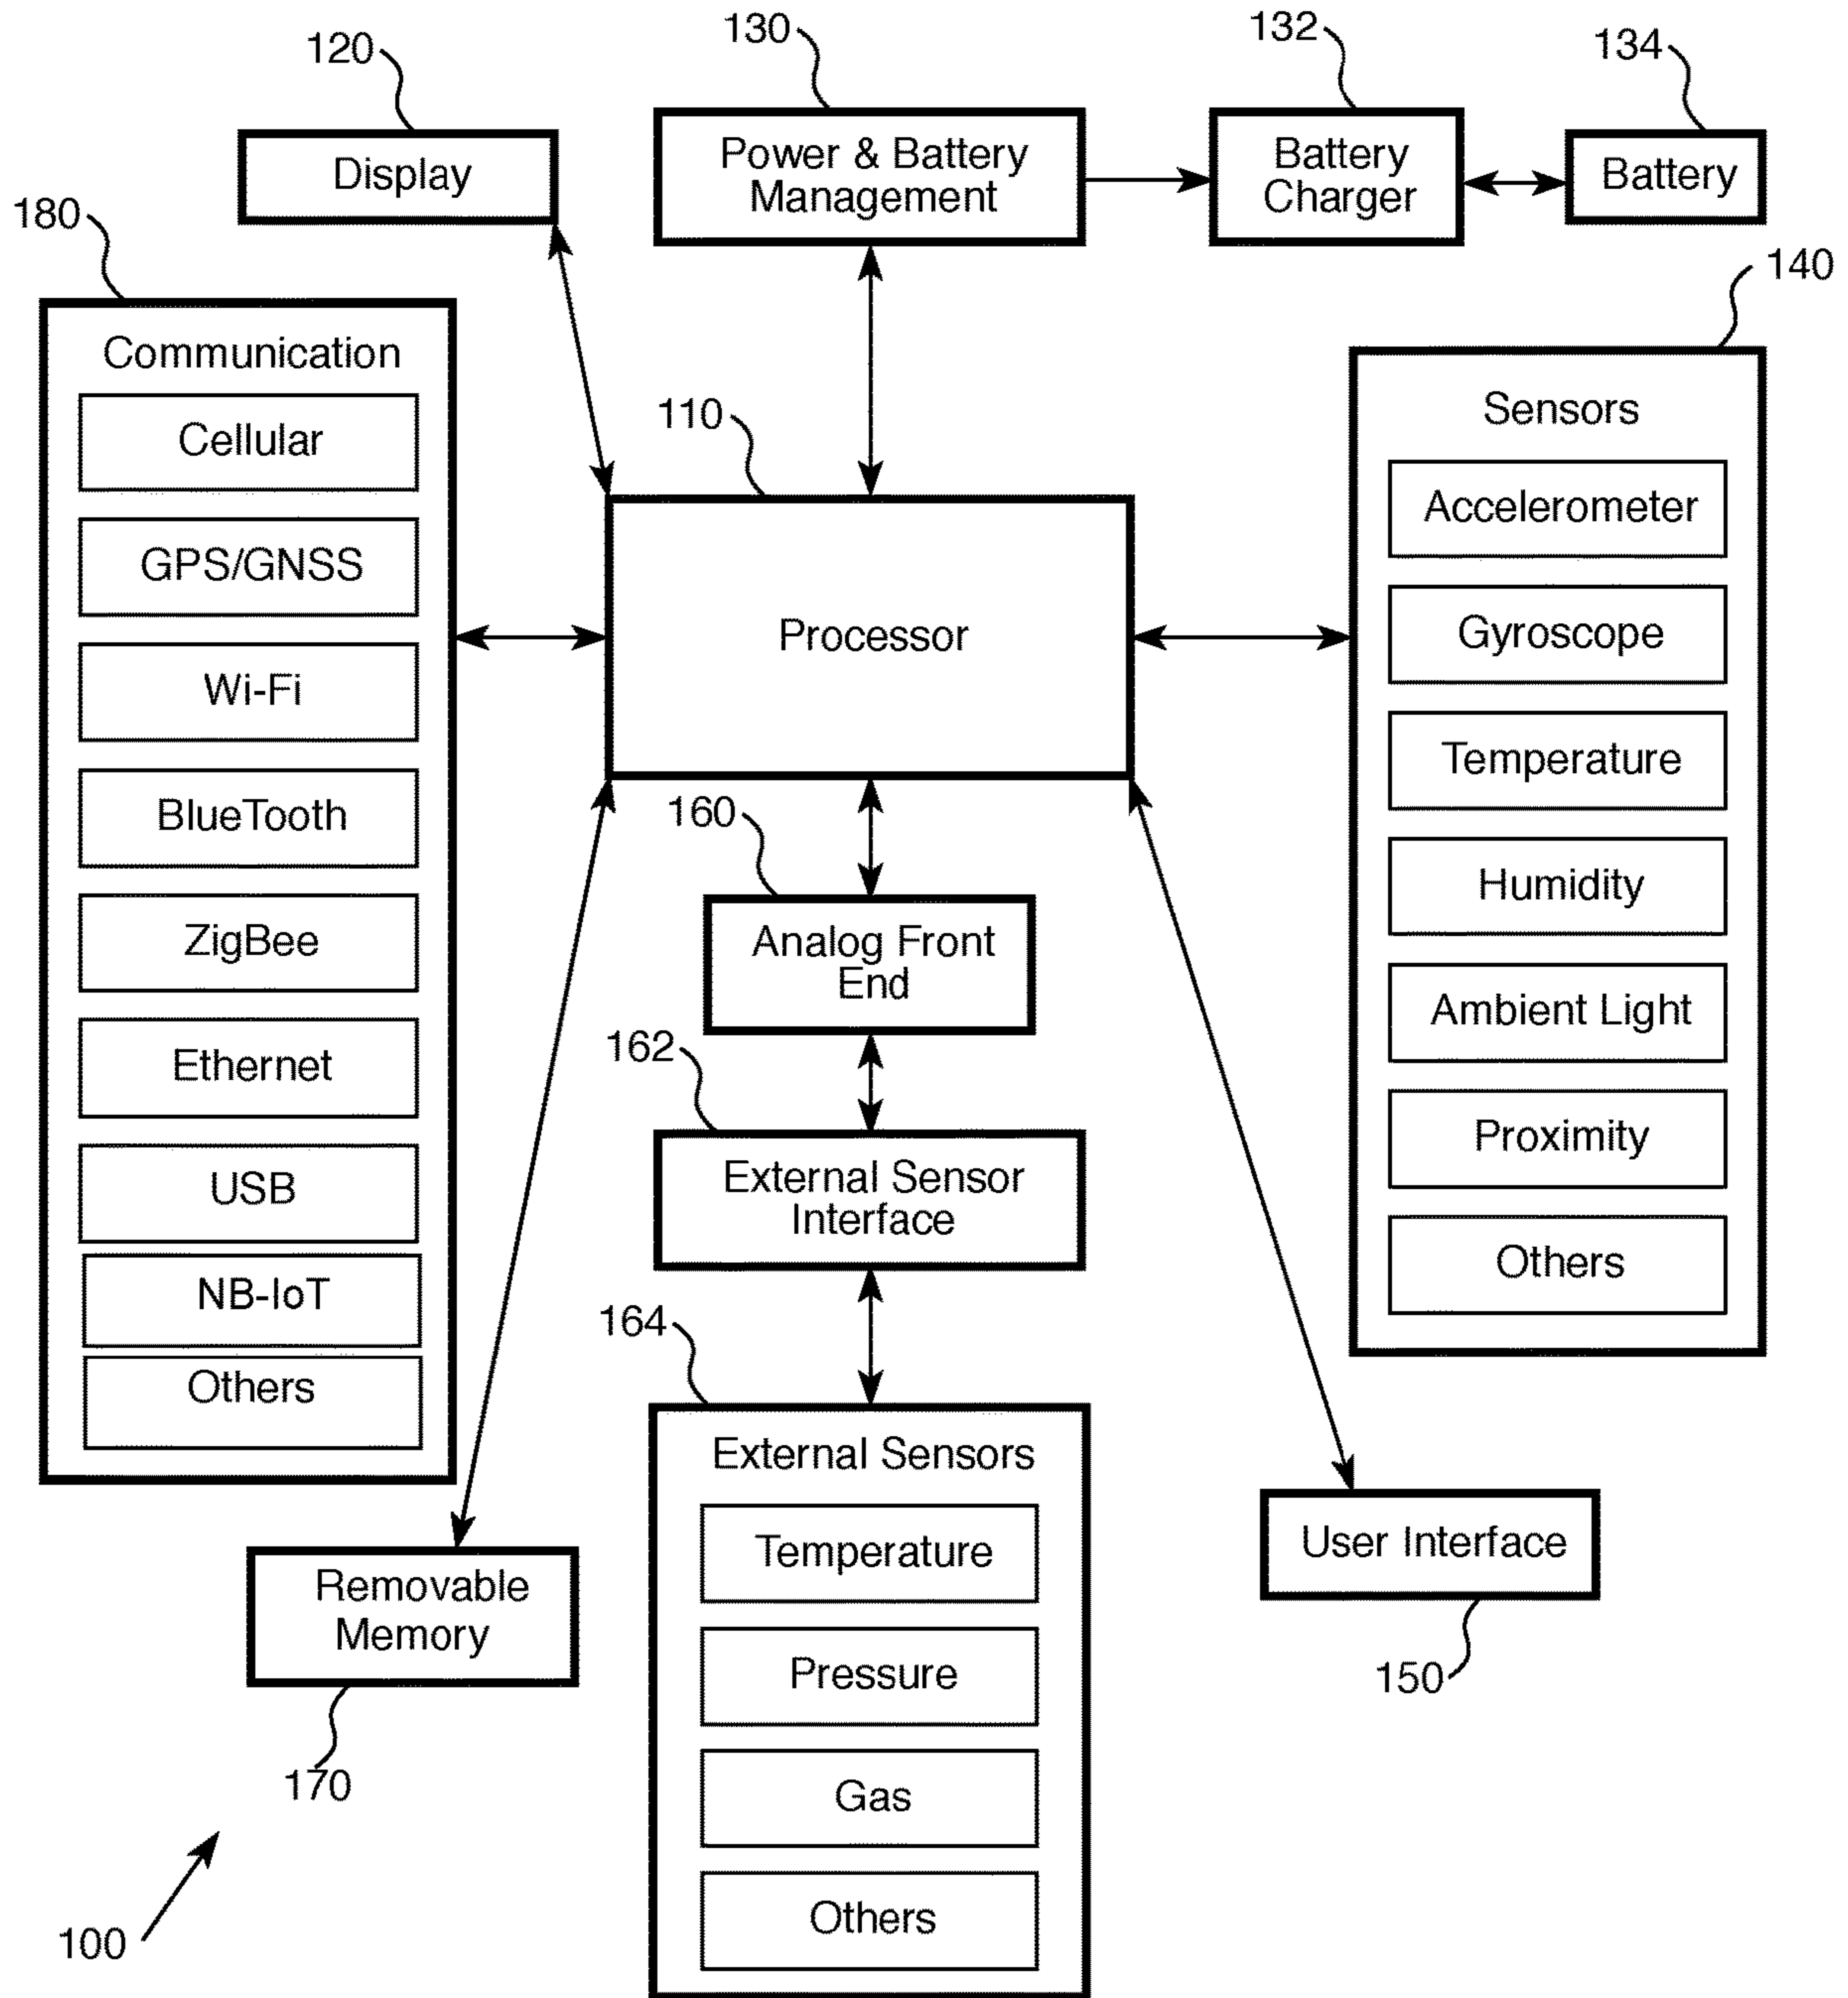 120
130
132
134
Display
Power & Battery
Management
Battery
Charger
Battery
180
140
Communication
Cellular
GPS/GNSS
Wi-Fi
BlueTooth
ZigBee
Ethernet
USB
NB-IoT
Others
110
Processor
Sensors
Accelerometer
Gyroscope
Temperature
Humidity
Ambient Light
Proximity
Others
160
Analog Front
End
162
External Sensor
Interface
164
External Sensors
Temperature
Pressure
Gas
Others
User Interface
150
Removable
Memory
170
100